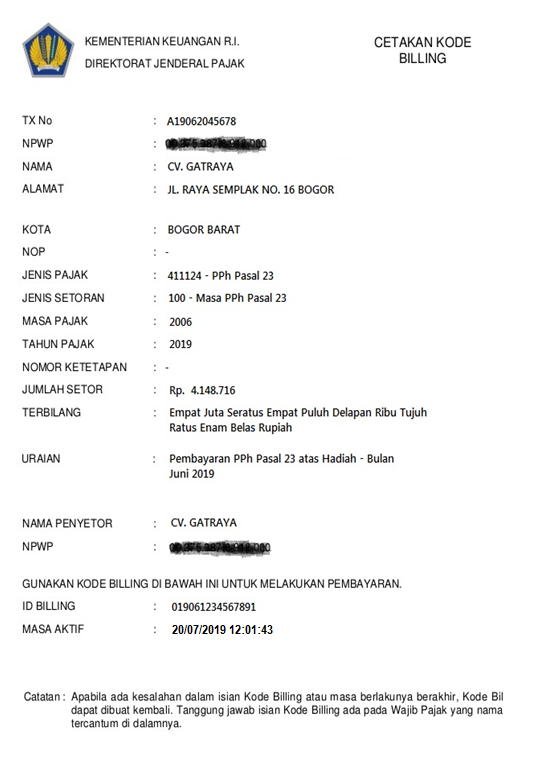 KEMENTERIAN KEUANGAN R.I.
DIREKTORAT JENDERAL PAJAK
CETAKAN KODE
BILLING
TX No : A19062045678
NPWP :
NAMA : CV. GATRAYA
ALAMAT : JL. RAYA SEMPLAK NO. 16 BOGOR
KOTA : BOGOR BARAT
NOP : -
JENIS PAJAK : 411124 - PPh Pasal 23
JENIS SETORAN : 100 - Masa PPh Pasal 23
MASA PAJAK : 2006
TAHUN PAJAK : 2019
NOMOR KETETAPAN : -
JUMLAH SETOR : Rp. 4.148.716
TERBILANG : Empat Juta Seratus Empat Puluh Delapan Ribu Tujuh
Ratus Enam Belas Rupiah
URAIAN : Pembayaran PPh Pasal 23 atas Hadiah - Bulan
Juni 2019
NAMA PENYETOR : CV. GATRAYA
NPWP :
GUNAKAN KODE BILLING DI BAWAH INI UNTUK MELAKUKAN PEMBAYARAN.
ID BILLING : 019061234567891
MASA AKTIF : 20/07/2019 12:01:43
Catatan : Apabila ada kesalahan dalam isian Kode Billing atau masa berlakunya berakhir, Kode Bil
dapat dibuat kembali. Tanggung jawab isian Kode Billing ada pada Wajib Pajak yang nama
tercantum di dalamnya.